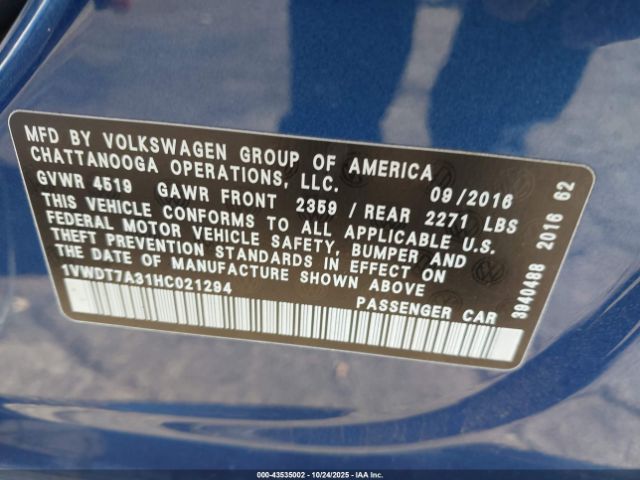 MFD BY VOLKSWAGEN GROUP OF AMERICA
CHATTANOOGA OPERATIONS, LLC. 09/2016
GVWR 4519 GAWR FRONT 2359 / REAR 2271 LBS
THIS VEHICLE CONFORMS TO ALL APPLICABLE U.S.
FEDERAL MOTOR VEHICLE SAFETY, BUMPER AND
THEFT PREVENTION STANDARDS IN EFFECT ON
THE DATE OF MANUFACTURE SHOWN ABOVE
1VWDT7A31HC021294
PASSENGER CAR
3940498 2016 62
000-43535002 - 10/24/2025 - IAA Inc.